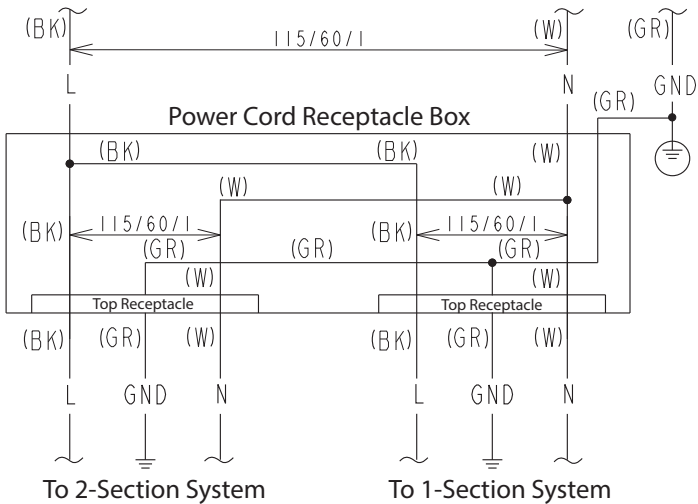 (BK) 115/60/1 (W) (GR)
L N GND
(GR)
Power Cord Receptacle Box
(BK) (BK) (W)
(W) (W)
(BK) 115/60/1 (BK) 115/60/1
(GR) (GR) (GR)
(W) (W)
Top Receptacle Top Receptacle
(BK) (GR) (W) (BK) (GR) (W)
L GND N L GND N
To 2-Section System To 1-Section System